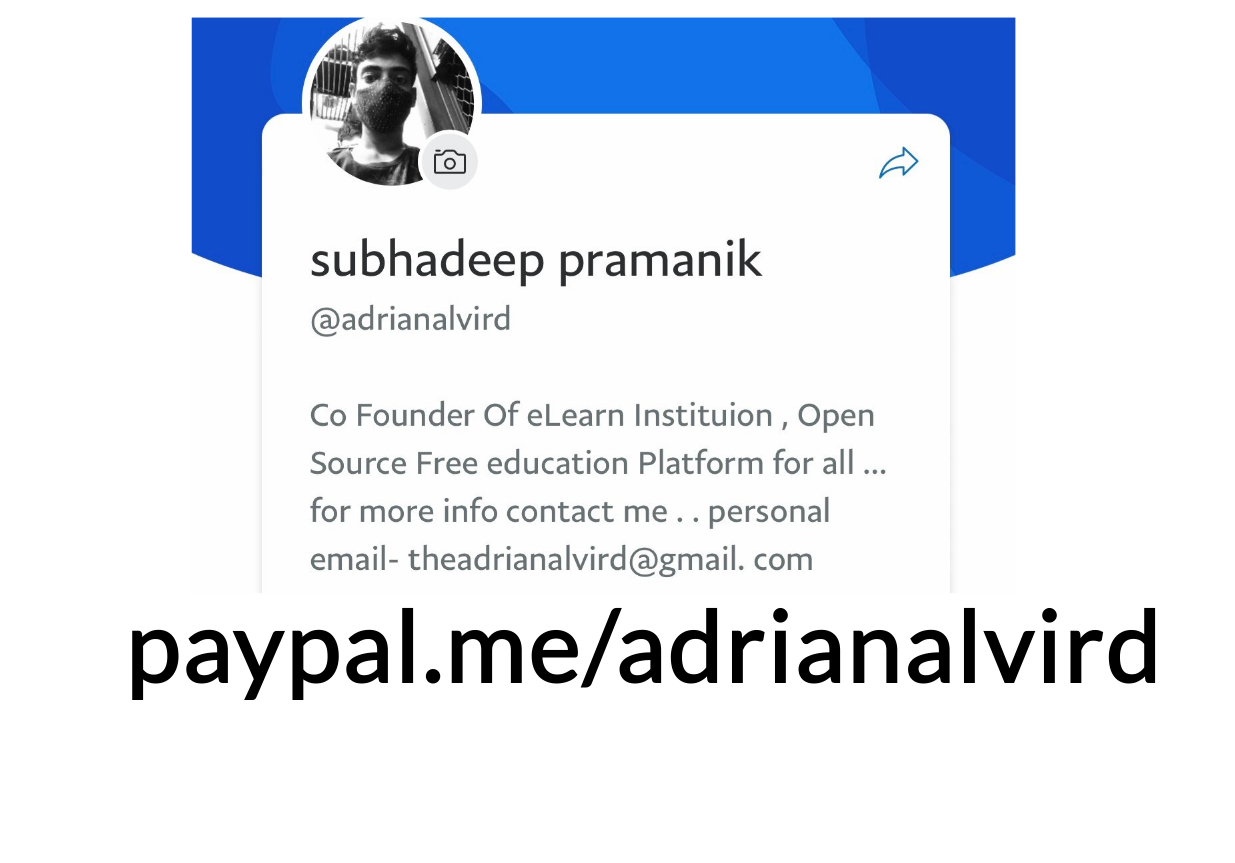 subhadeep pramanik
@adrianalvird
Co Founder Of eLearn Instituion , Open
Source Free education Platform for all ...
for more info contact me . . personal
email- theadrianalvird@gmail. com
paypal.me/adrianalvird